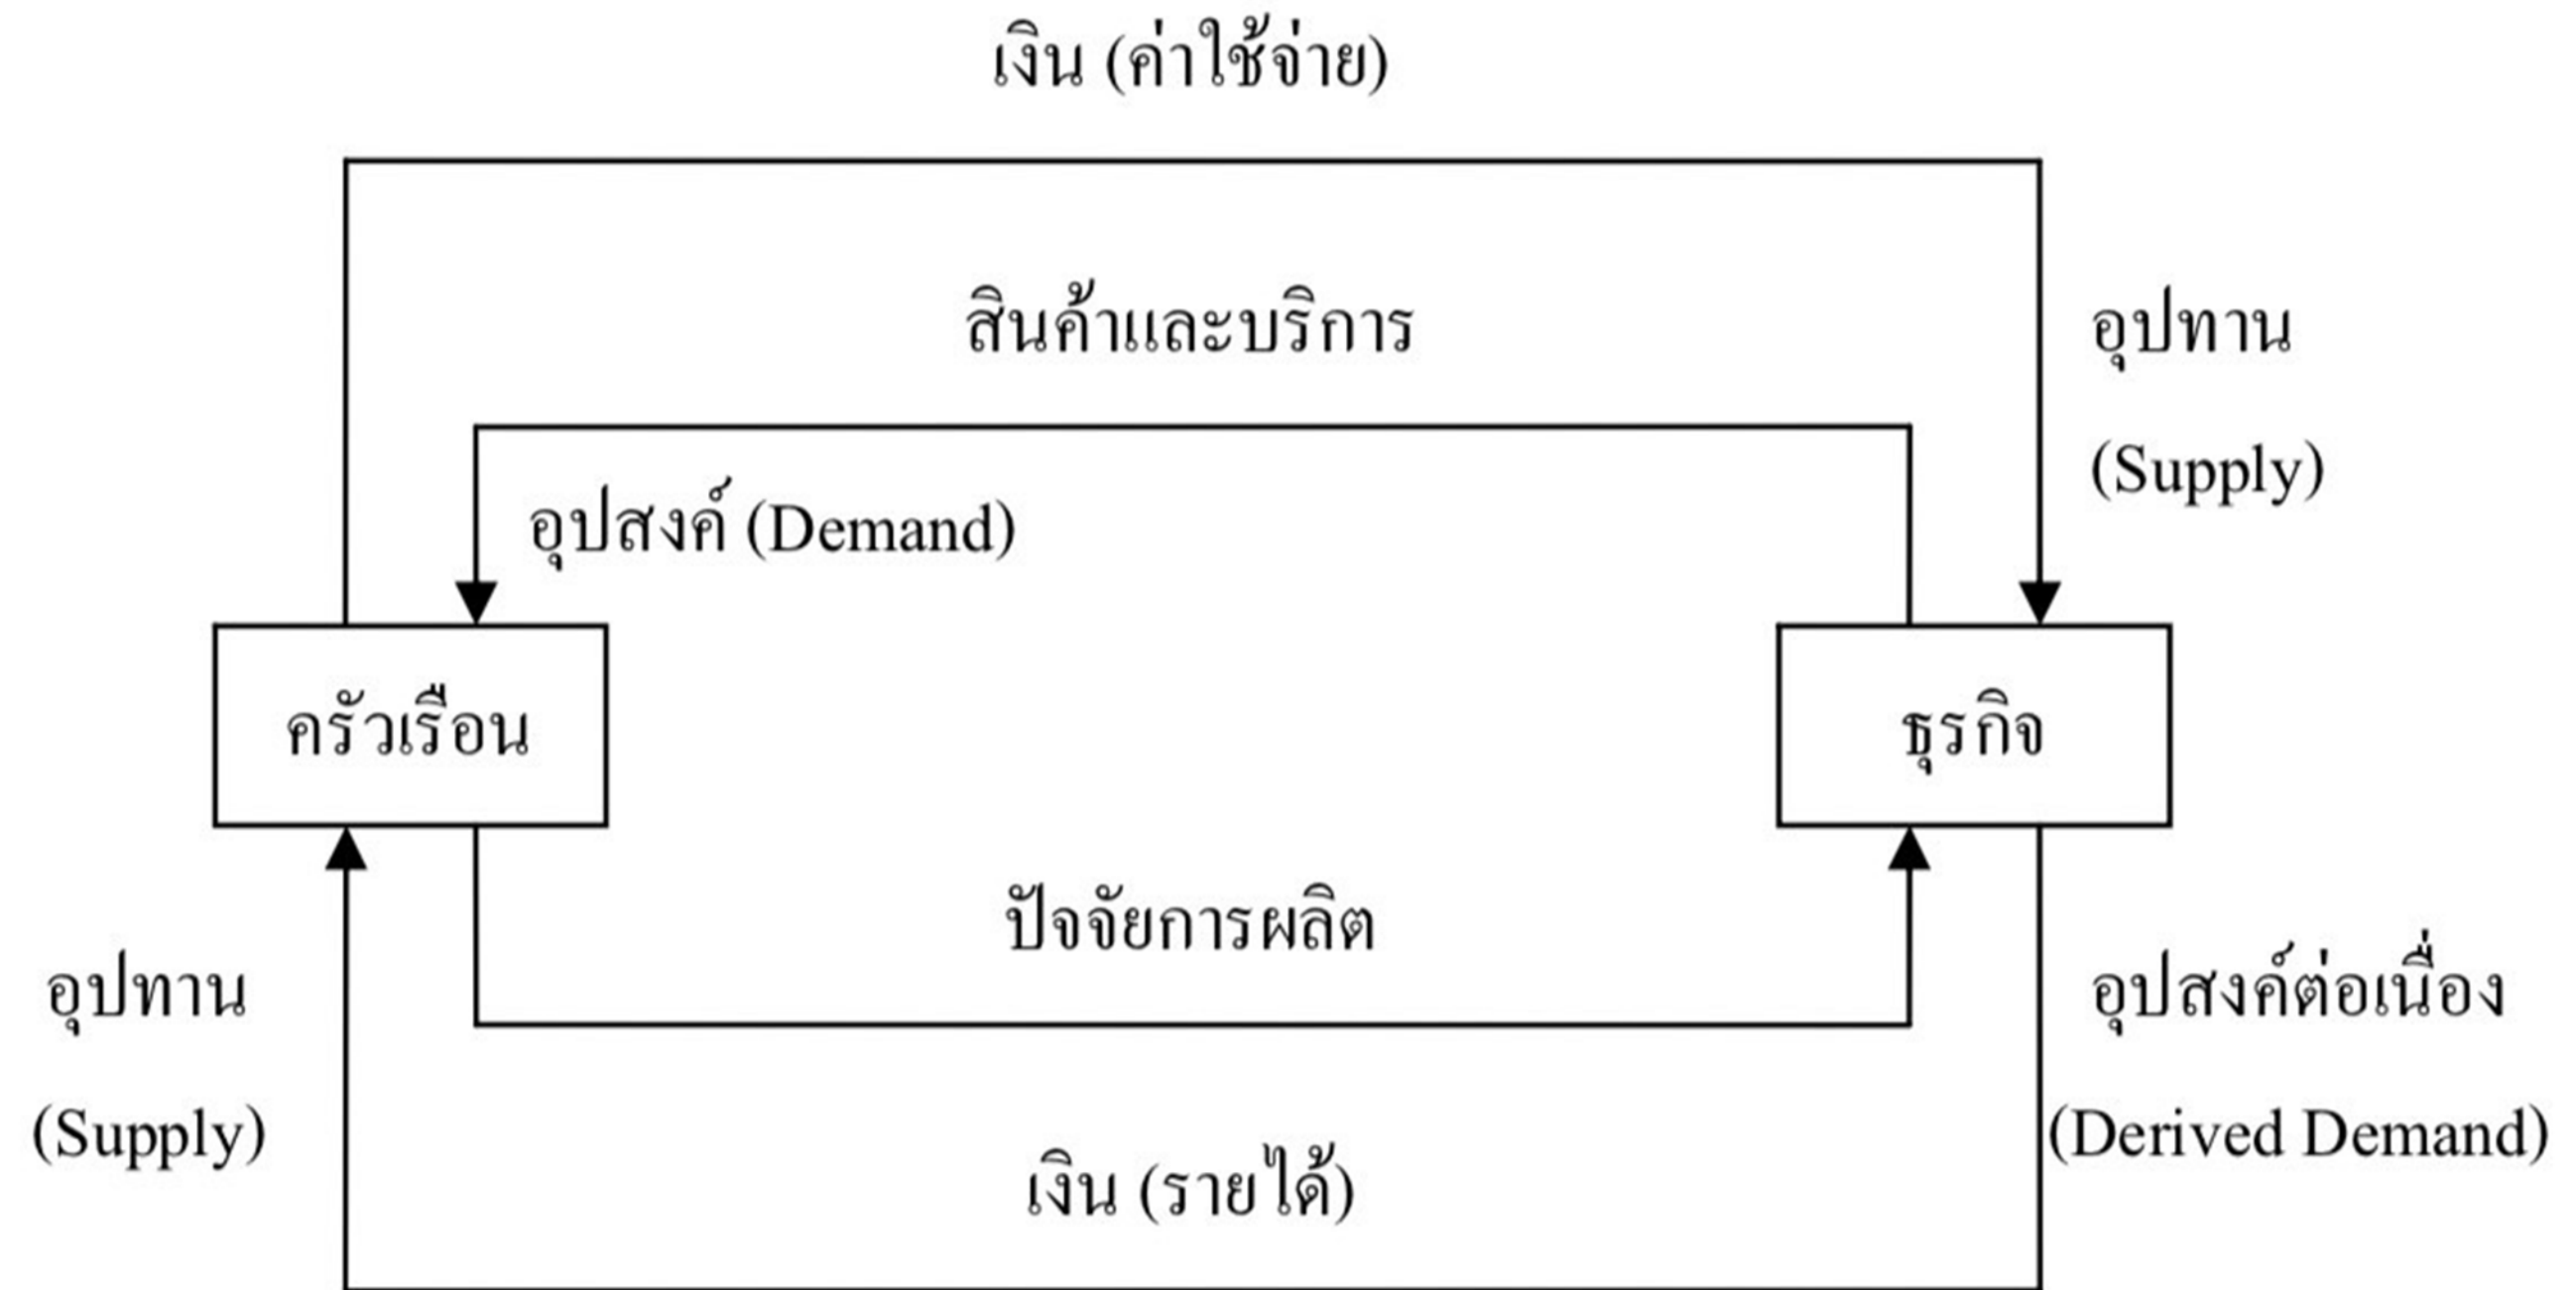 เงิน (ค่าใช้จ่าย)
สินค้าและบริการ
อุปทาน
(Supply)
อุปสงค์ (Demand)
ครัวเรือน
ธุรกิจ
ปัจจัยการผลิต
อุปทาน
(Supply)
อุปสงค์ต่อเนื่อง
(Derived Demand)
เงิน (รายได้)